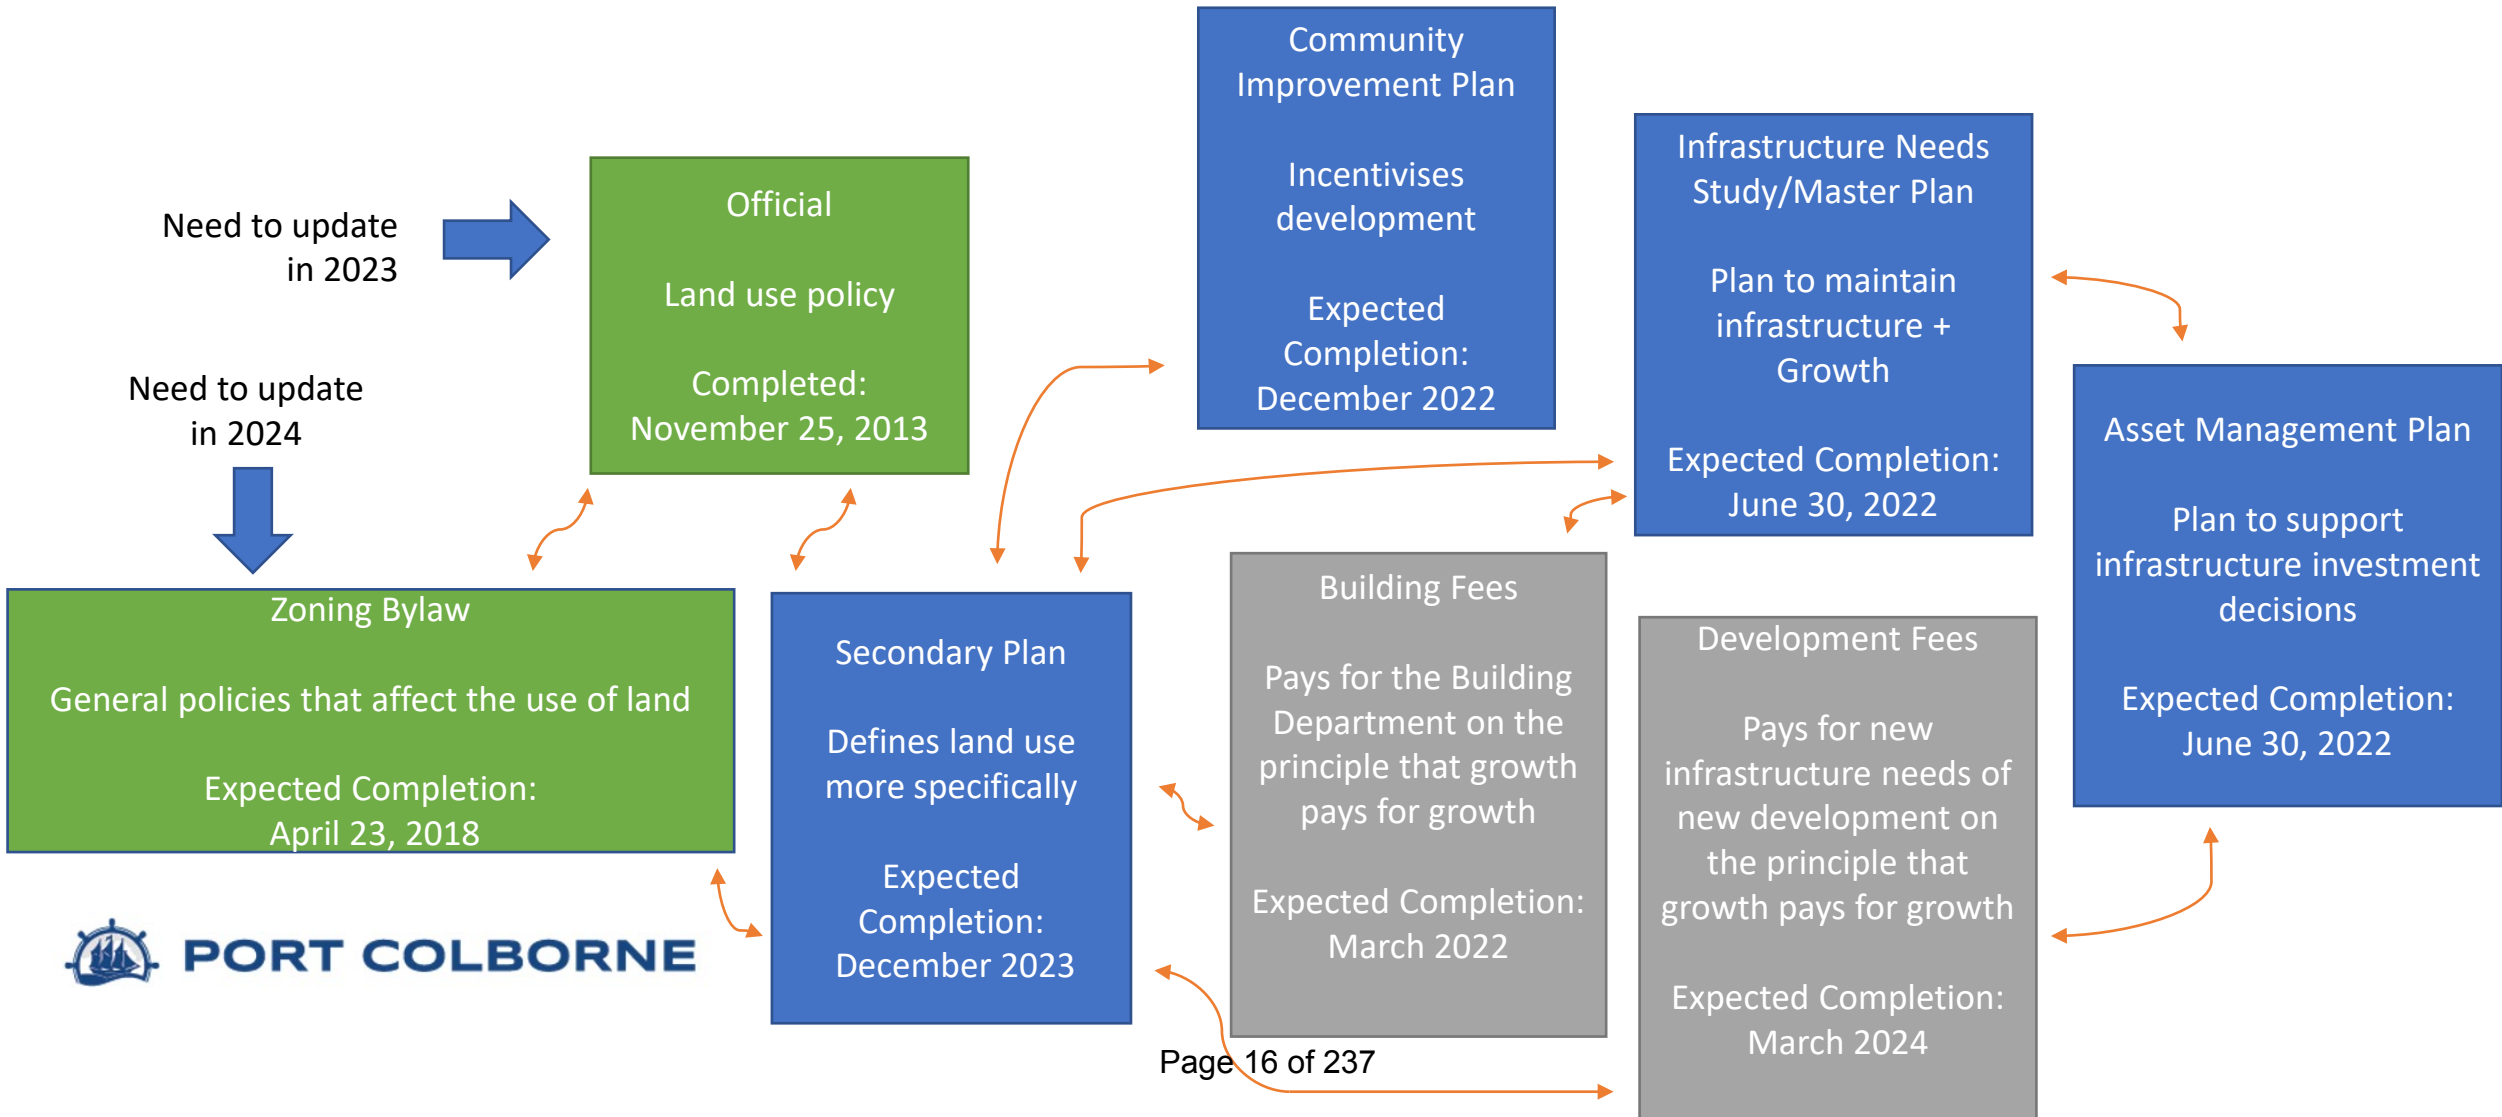 Need to update
in 2023
Need to update
in 2024
Official
Land use policy
Completed:
November 25, 2013
Zoning Bylaw
General policies that affect the use of land
Expected Completion:
April 23, 2018
Community
Improvement Plan
Incentivises
development
Expected
Completion:
December 2022
Secondary Plan
Defines land use
more specifically
Expected
Completion:
December 2023
Infrastructure Needs
Study/Master Plan
Plan to maintain
infrastructure +
Growth
Expected Completion:
June 30, 2022
Building Fees
Pays for the Building
Department on the
principle that growth
pays for growth
Expected Completion:
March 2022
Development Fees
Pays for new
infrastructure needs of
new development on
the principle that
growth pays for growth
Expected Completion:
March 2024
Asset Management Plan
Plan to support
infrastructure investment
decisions
Expected Completion:
June 30, 2022
PORT COLBORNE
Page 16 of 237